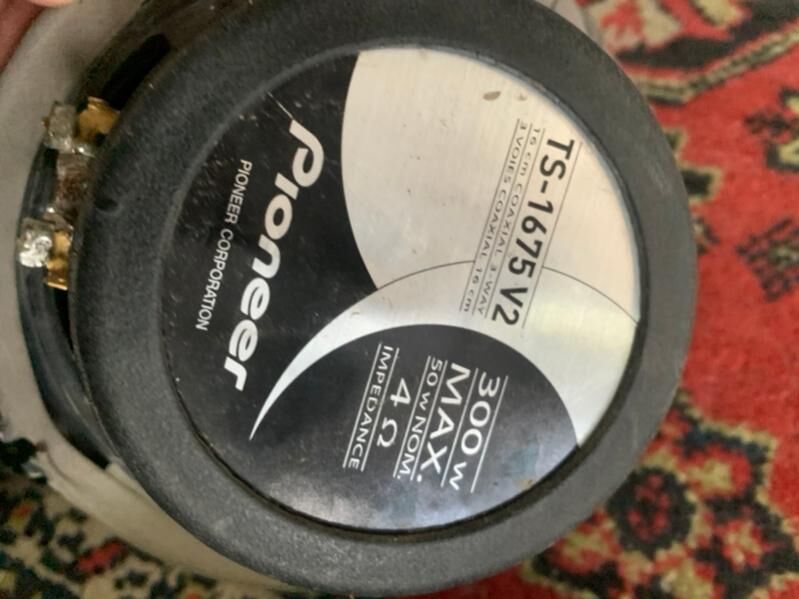 Pioneer
PIONEER CORPORATION
TS-1675 V2
16 cm COAXIAL 3-WAY
3 VOIES COAXIAL 16 cm
300 W
MAX.
50 W NOM.
4 Ω
IMPEDANCE